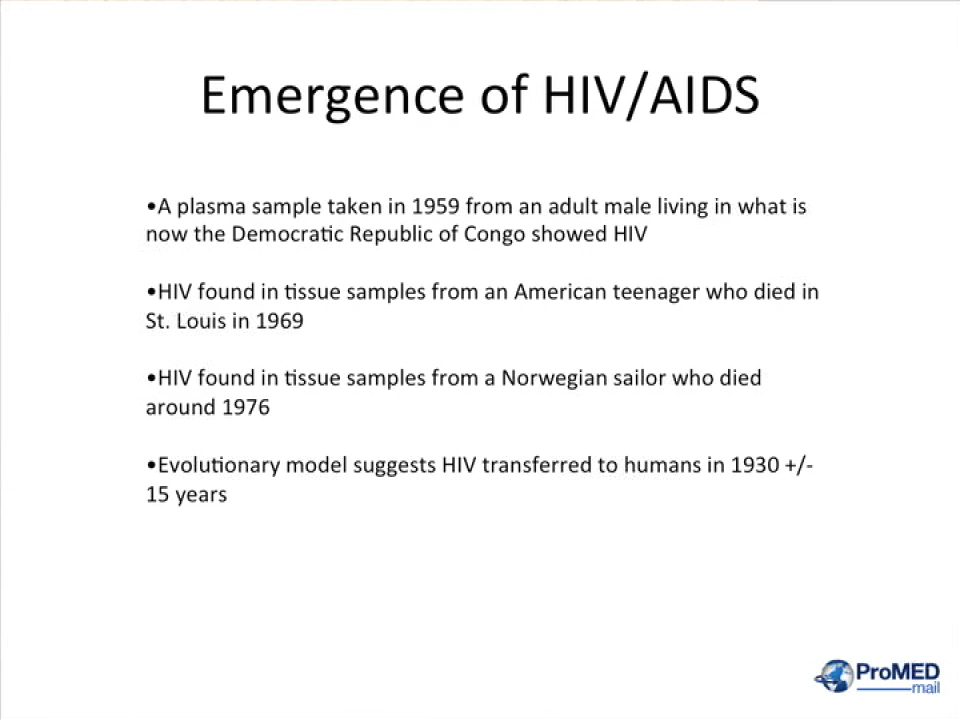 Emergence of HIV/AIDS
•A plasma sample taken in 1959 from an adult male living in what is
now the Democratic Republic of Congo showed HIV
•HIV found in tissue samples from an American teenager who died in
St. Louis in 1969
•HIV found in tissue samples from a Norwegian sailor who died
around 1976
•Evolutionary model suggests HIV transferred to humans in 1930 +/-
15 years
ProMED
mail